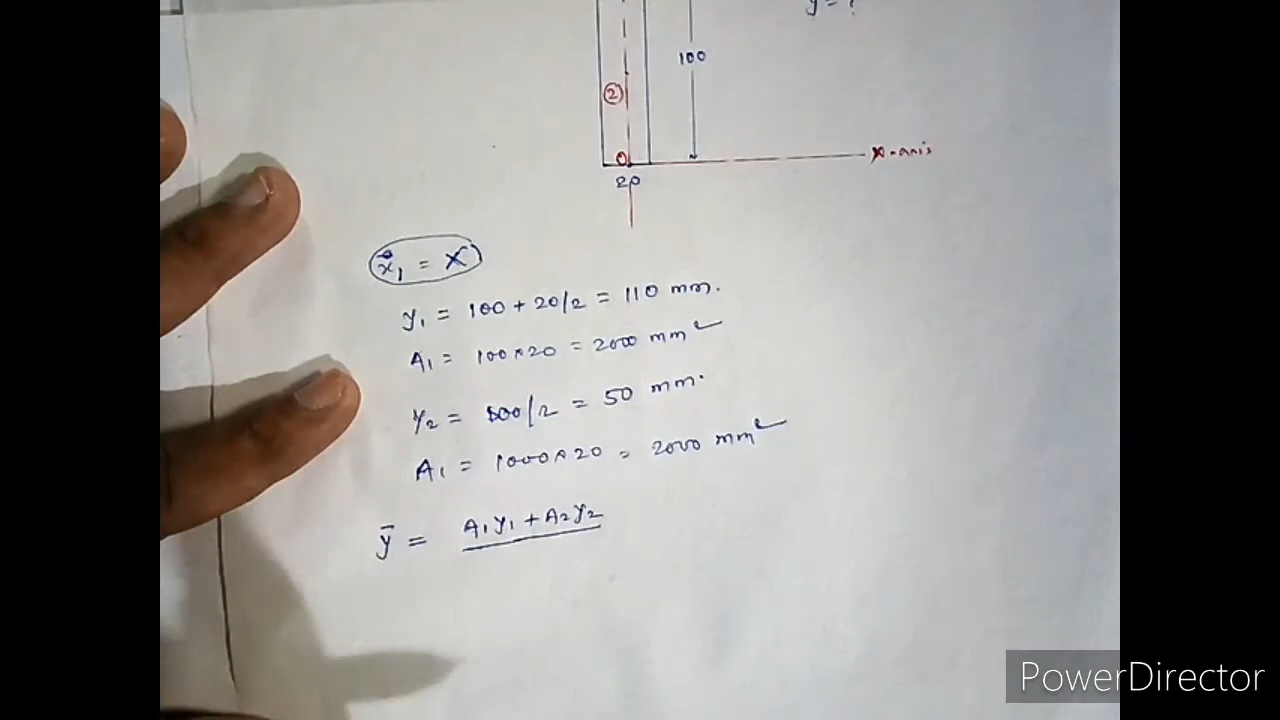 ȳ = ?
100
②
0
X-axis
20
x̄₁ = X
y₁ = 100 + 20/2 = 110 mm.
A₁ = 100 × 20 = 2000 mm²
y₂ = 100/2 = 50 mm.
A₁ = 1000 × 20 = 2000 mm²
ȳ = A₁y₁ + A₂y₂
PowerDirector